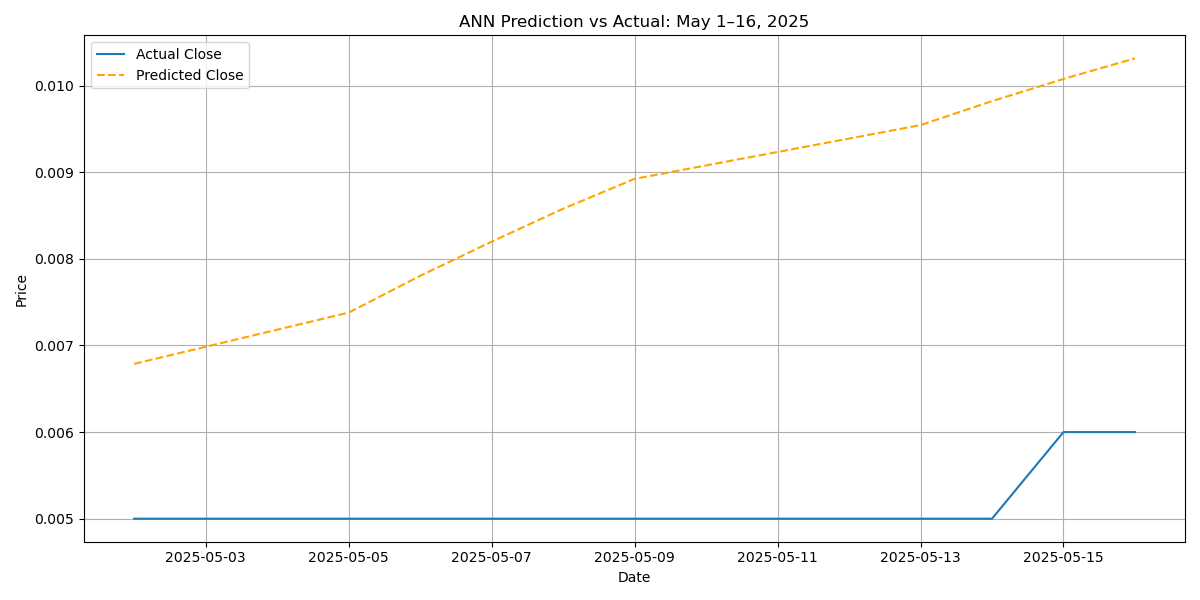 ANN Prediction vs Actual: May 1–16, 2025
Actual Close
Predicted Close
0.010
0.009
0.008
0.007
0.006
0.005
Price
2025-05-03
2025-05-05
2025-05-07
2025-05-09
2025-05-11
2025-05-13
2025-05-15
Date